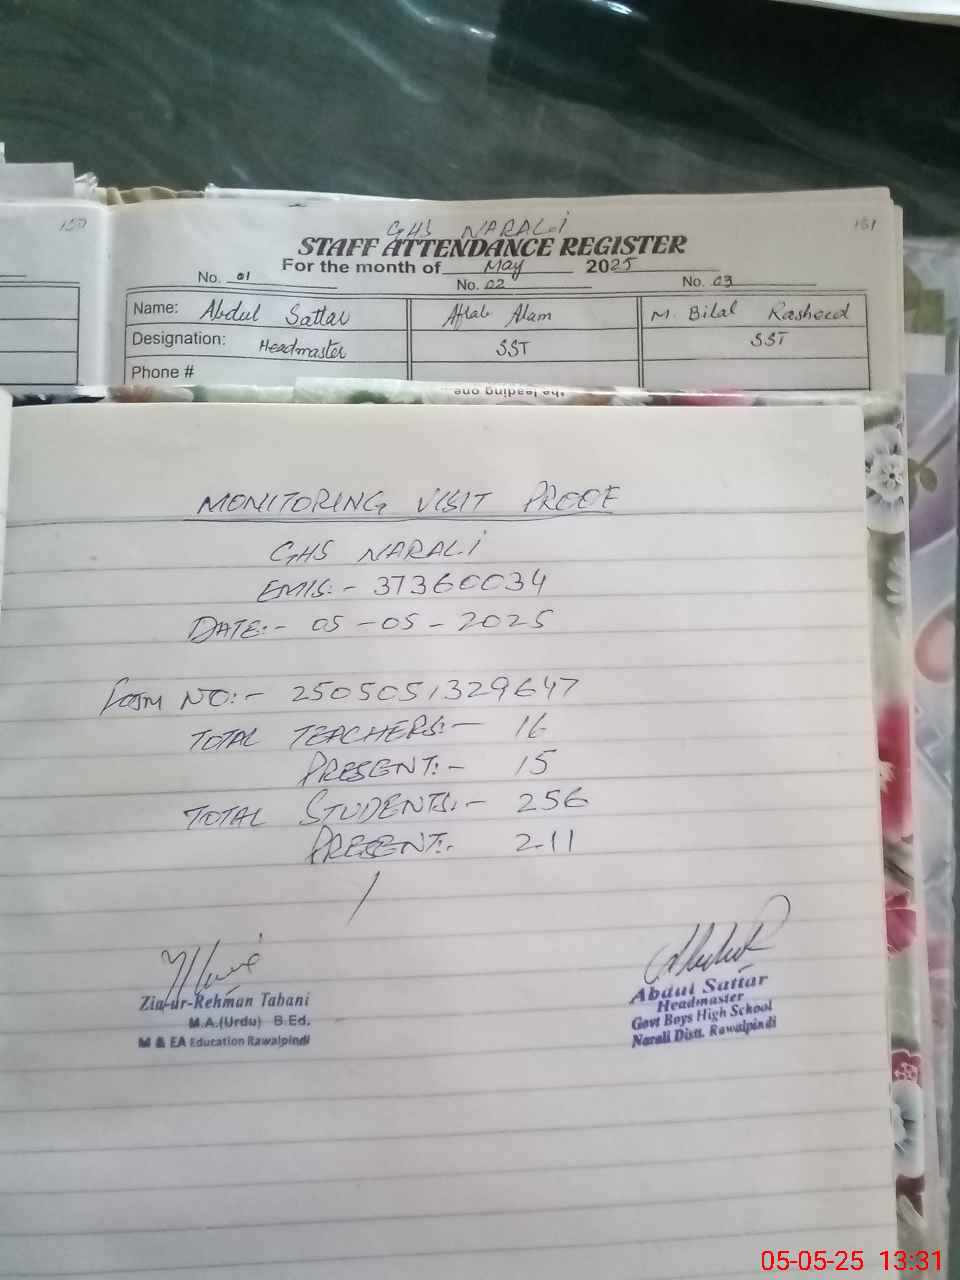 150
151
GHS NARALI
STAFF ATTENDANCE REGISTER
For the month of May 2025
No. 01 No. 02 No. 03
Name: Abdul Sattar Aftab Alam M. Bilal Rasheed
Designation: Headmaster SST SST
Phone #
the leading one
MONITORING VISIT PROOF
GHS NARALI
EMIS:- 37360034
DATE:- 05-05-2025
Form NO:- 2505051329647
TOTAL TEACHERS:- 16
PRESENT:- 15
TOTAL STUDENTS:- 256
PRESENT:- 211
Zia-ur-Rehman Tabani
M.A.(Urdu) B.Ed.
M & EA Education Rawalpindi
Abdul Sattar
Headmaster
Govt Boys High School
Narali Distt. Rawalpindi
05-05-25 13:31